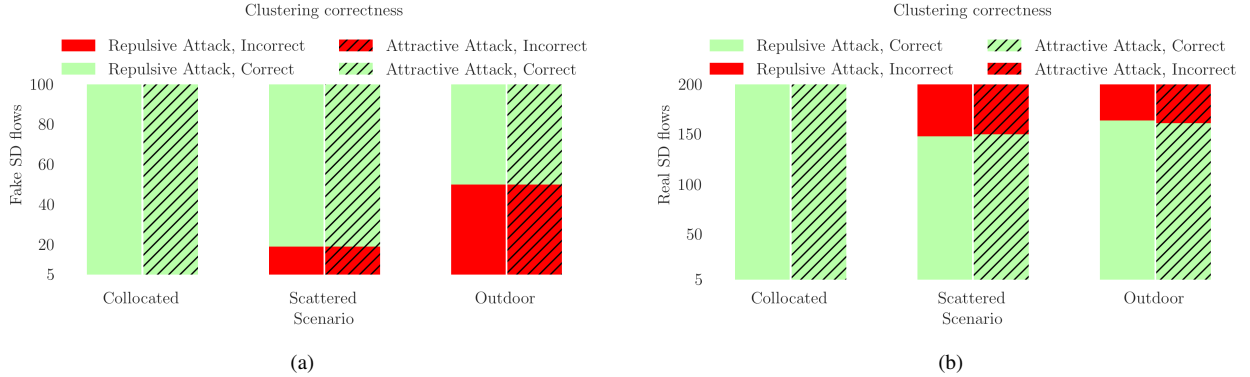 Clustering correctness
Repulsive Attack, Incorrect Attractive Attack, Incorrect
Repulsive Attack, Correct Attractive Attack, Correct
Fake SD flows
100
80
60
40
20
5
Collocated Scattered Outdoor
Scenario
(a)
Clustering correctness
Repulsive Attack, Correct Attractive Attack, Correct
Repulsive Attack, Incorrect Attractive Attack, Incorrect
Real SD flows
200
150
100
50
5
Collocated Scattered Outdoor
Scenario
(b)